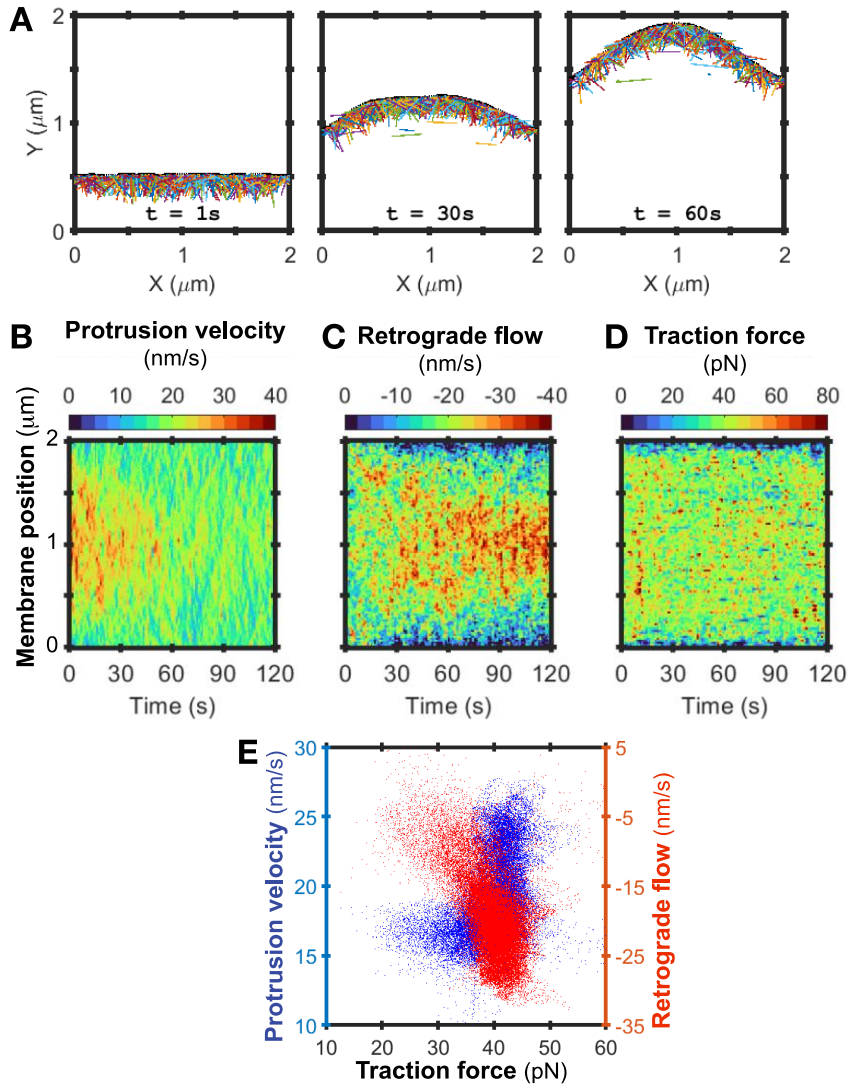 A
2
1
0
Y (μm)
t = 1s
t = 30s
t = 60s
0 1 2
0 1 2
0 1 2
X (μm)
X (μm)
X (μm)
B
Protrusion velocity
(nm/s)
0 10 20 30 40
Membrane position (μm)
2
1
0
0 30 60 90 120
Time (s)
C
Retrograde flow
(nm/s)
0 -10 -20 -30 -40
0 30 60 90 120
Time (s)
D
Traction force
(pN)
0 20 40 60 80
0 30 60 90 120
Time (s)
E
Protrusion velocity (nm/s)
30
25
20
15
10
5
-5
-15
-25
-35
Retrograde flow (nm/s)
10 20 30 40 50 60
Traction force (pN)